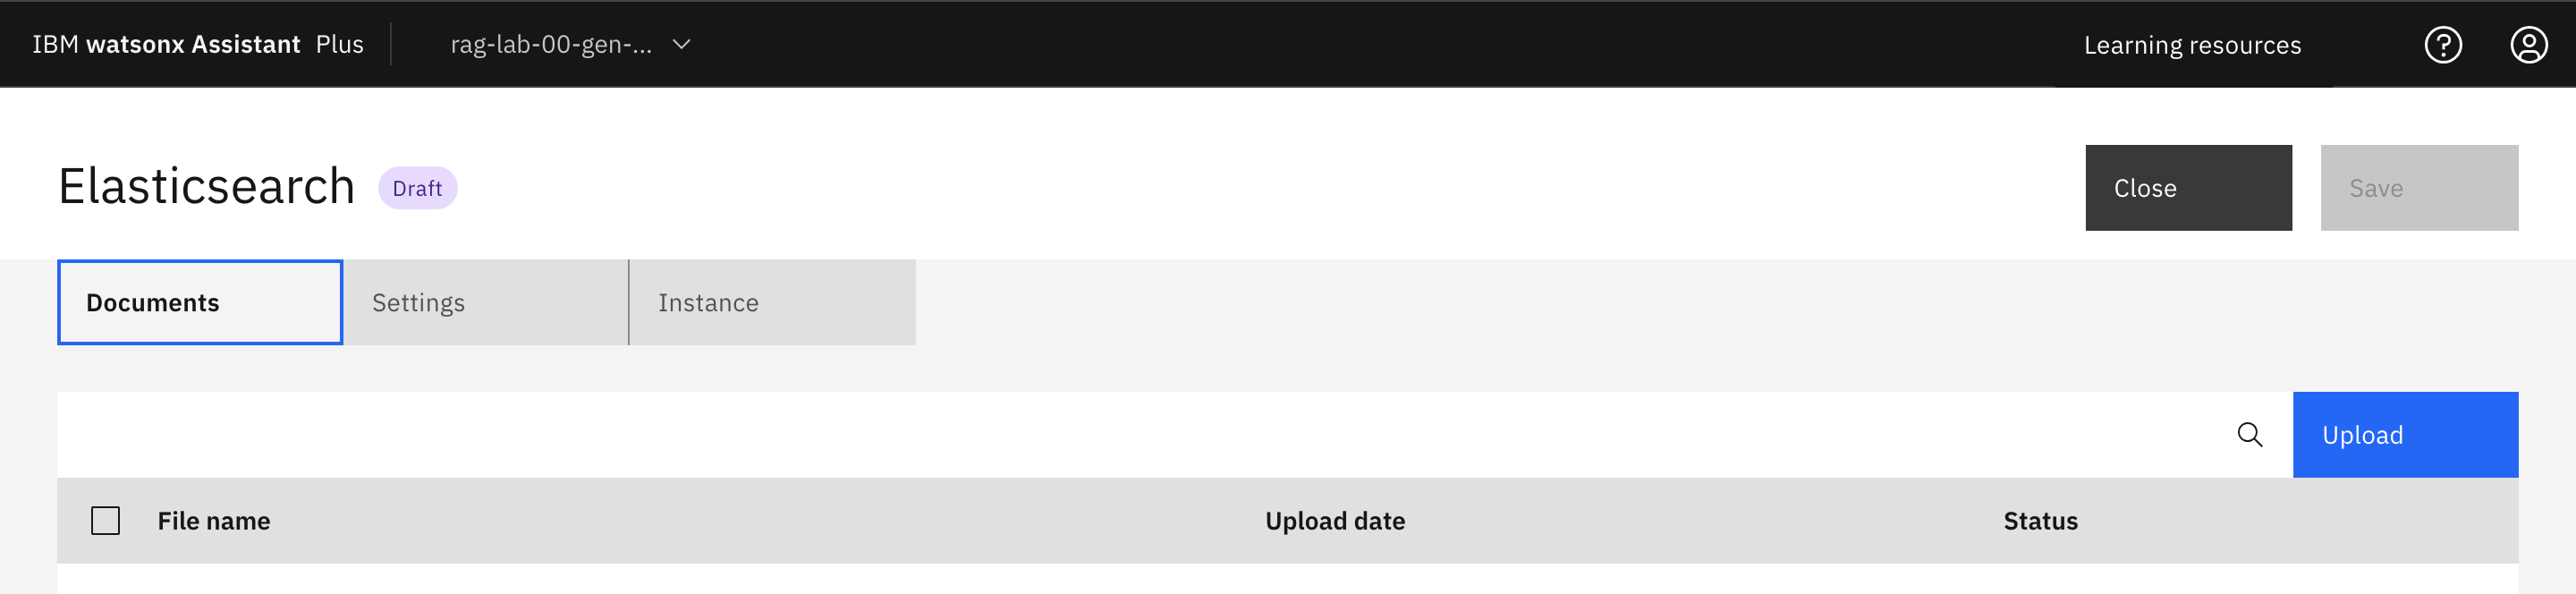 IBM watsonx Assistant Plus rag-lab-00-gen-... Learning resources
Elasticsearch Draft Close Save
Documents Settings Instance
Upload
File name Upload date Status